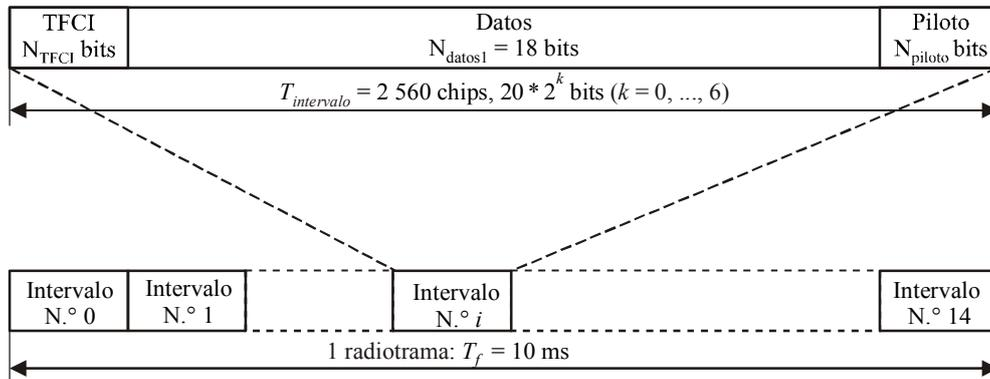 TFCI
N_TFCI bits
Datos
N_datos1 = 18 bits
Piloto
N_piloto bits
T_intervalo = 2 560 chips, 20 * 2^k bits (k = 0, ..., 6)
Intervalo
N.° 0
Intervalo
N.° 1
Intervalo
N.° i
Intervalo
N.° 14
1 radiotrama: T_f = 10 ms